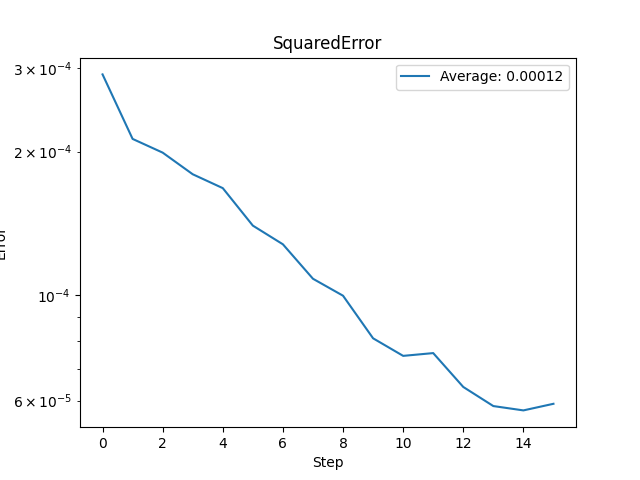 SquaredError
Average: 0.00012
3 × 10⁻⁴
2 × 10⁻⁴
10⁻⁴
6 × 10⁻⁵
Error
0 2 4 6 8 10 12 14
Step